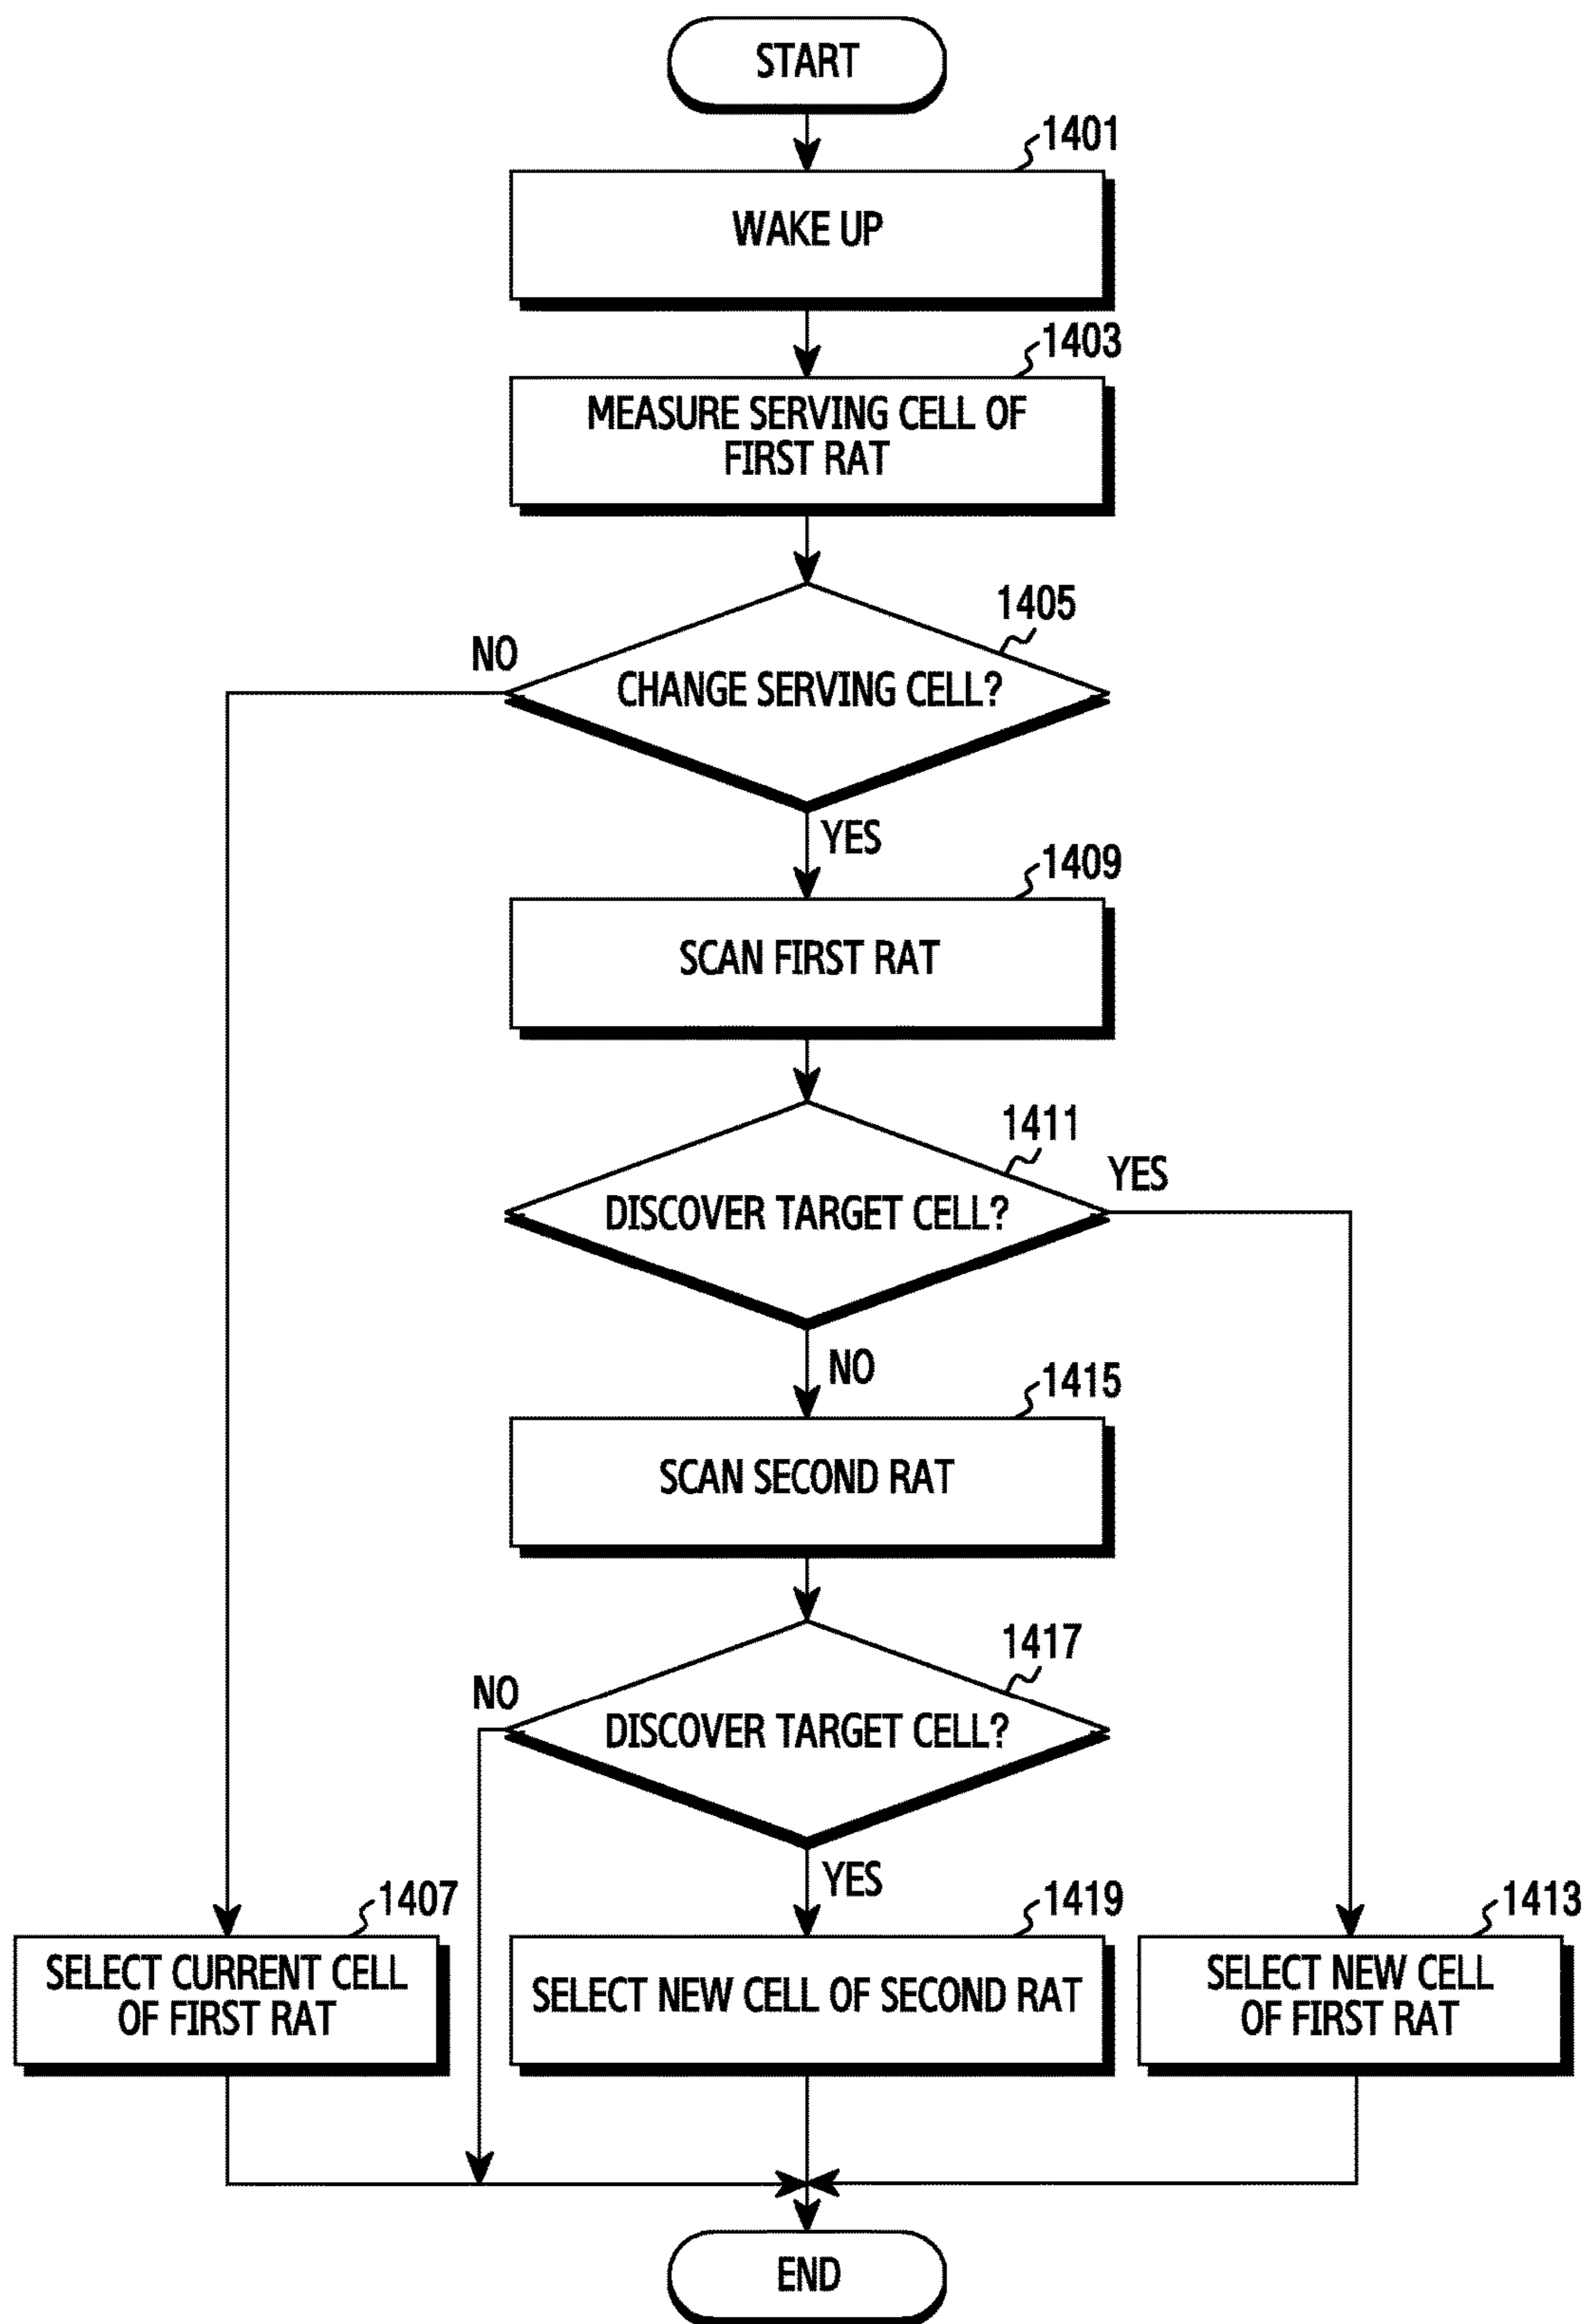 START
1401
WAKE UP
1403
MEASURE SERVING CELL OF
FIRST RAT
1405
NO
CHANGE SERVING CELL?
YES
1409
SCAN FIRST RAT
1411
YES
DISCOVER TARGET CELL?
NO
1415
SCAN SECOND RAT
1417
NO
DISCOVER TARGET CELL?
YES
1407
SELECT CURRENT CELL
OF FIRST RAT
1419
SELECT NEW CELL OF SECOND RAT
1413
SELECT NEW CELL
OF FIRST RAT
END